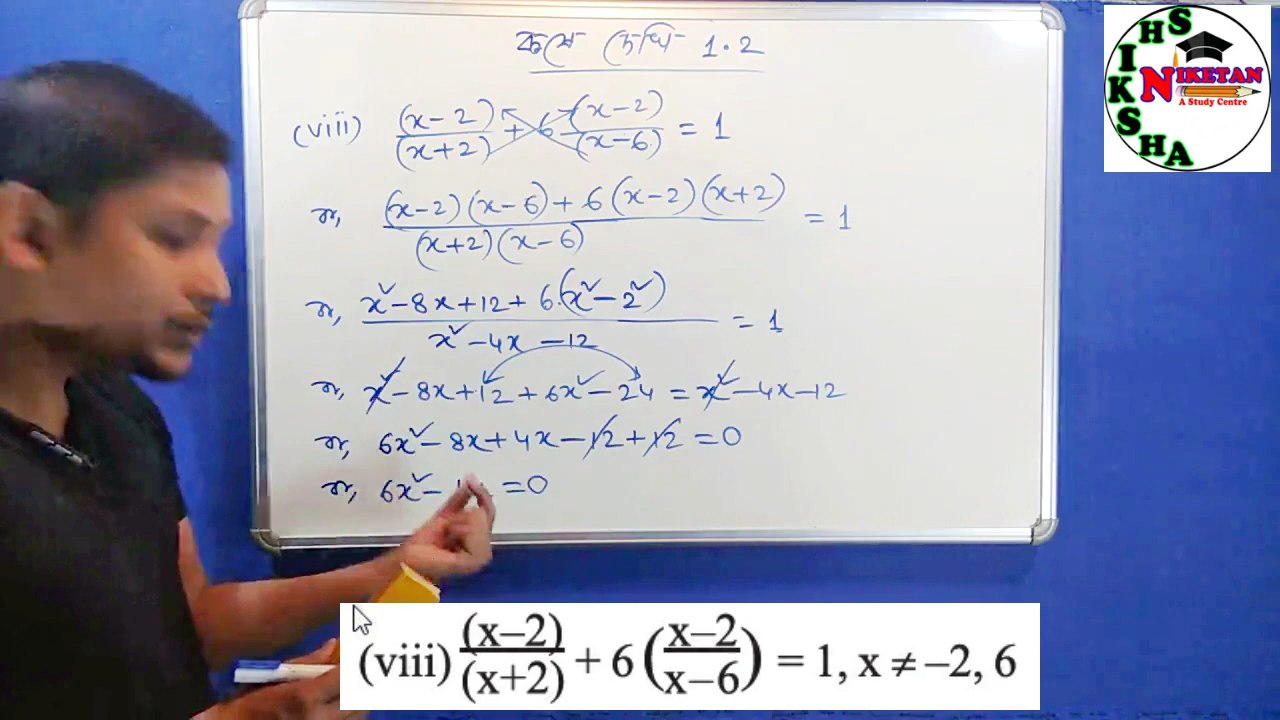 কষে দেখি 1.2
(viii) (x-2)/(x+2) + 6 (x-2)/(x-6) = 1
বা, ((x-2)(x-6)+6(x-2)(x+2))/((x+2)(x-6)) = 1
বা, (x²-8x+12+6.(x²-2²))/(x²-4x-12) = 1
বা, x²-8x+12+6x²-24 = x²-4x-12
বা, 6x²-8x+4x-12+12=0
বা, 6x²- =0
(viii) (x–2)/(x+2) + 6 ((x–2)/(x–6)) = 1, x ≠ –2, 6
SHIKSHA
NIKETAN
A Study Centre